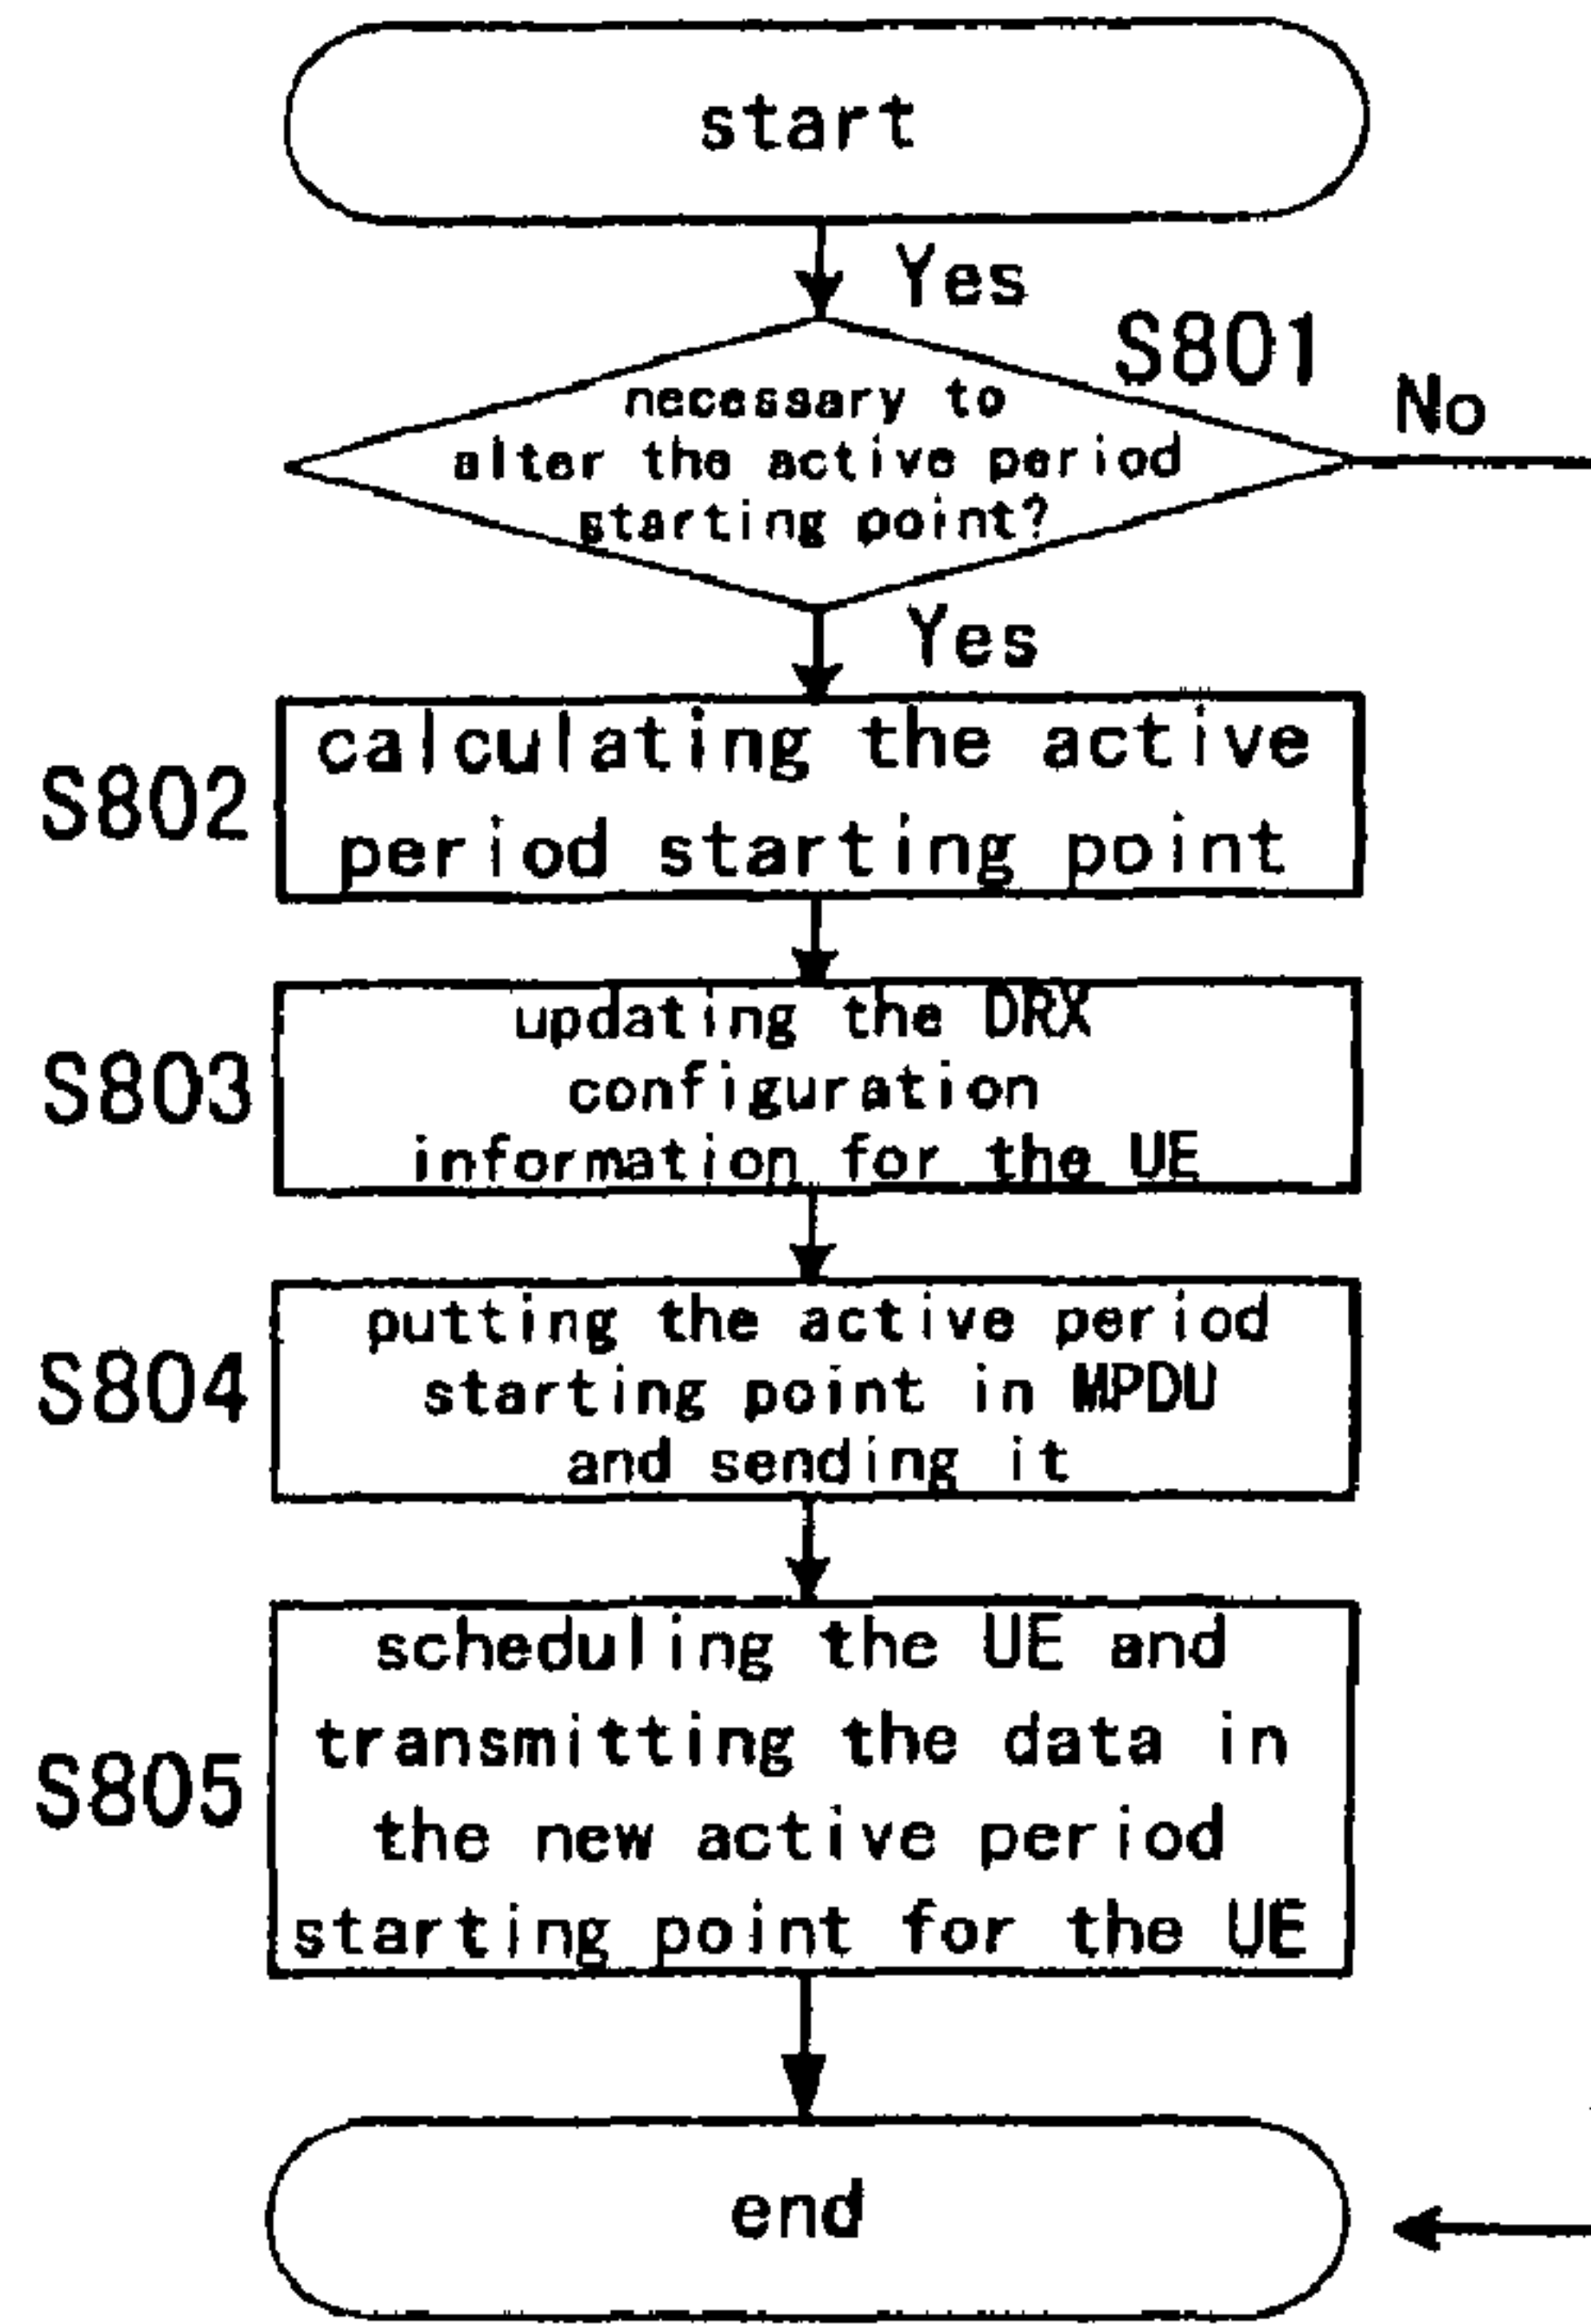 start
Yes
S801
No
necessary to
alter the active period
starting point?
Yes
S802
calculating the active
period starting point
S803
updating the DRX
configuration
information for the UE
S804
putting the active period
starting point in MPDU
and sending it
S805
scheduling the UE and
transmitting the data in
the new active period
starting point for the UE
end